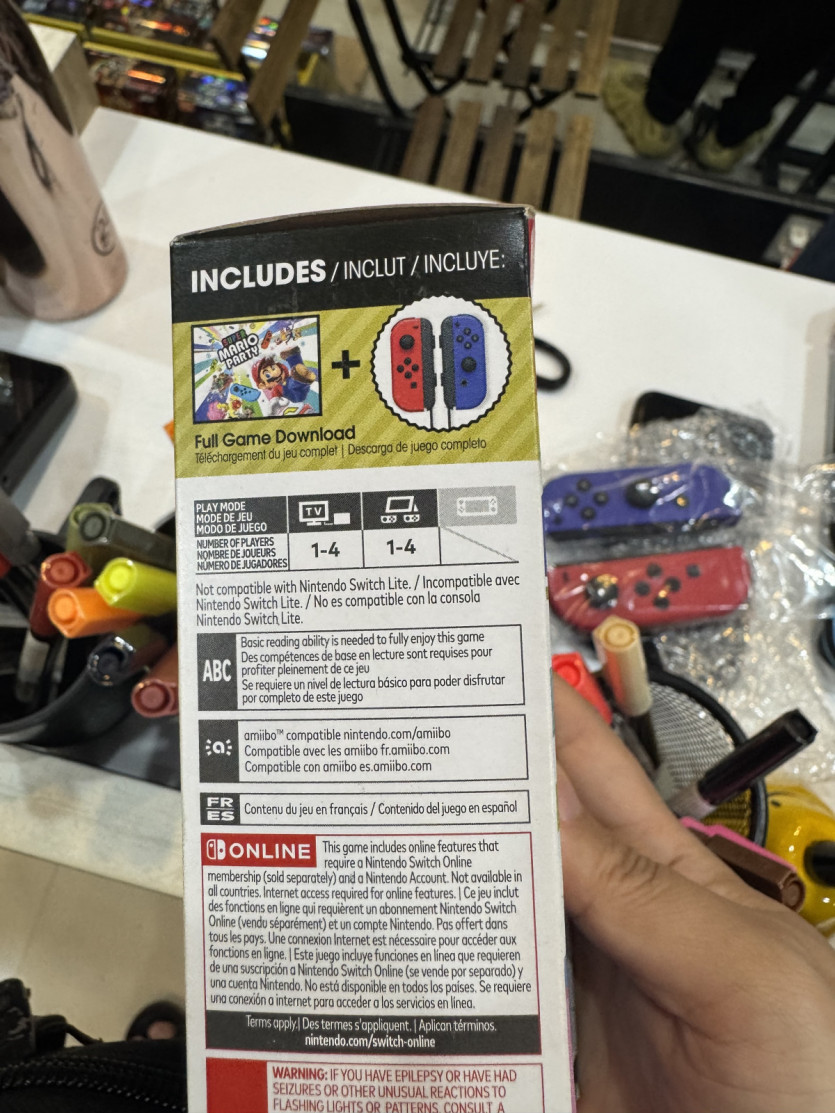 INCLUDES / INCLUT / INCLUYE:
SUPER
MARIO
PARTY
+
Full Game Download
Téléchargement du jeu complet | Descarga de juego completo
PLAY MODE
MODE DE JEU
MODO DE JUEGO
TV
NUMBER OF PLAYERS
NOMBRE DE JOUEURS
NÚMERO DE JUGADORES
1-4
1-4
Not compatible with Nintendo Switch Lite. / Incompatible avec
Nintendo Switch Lite. / No es compatible con la consola
Nintendo Switch Lite.
ABC
Basic reading ability is needed to fully enjoy this game
Des compétences de base en lecture sont requises pour
profiter pleinement de ce jeu
Se requiere un nivel de lectura básico para poder disfrutar
por completo de este juego
amiibo™ compatible nintendo.com/amiibo
Compatible avec les amiibo fr.amiibo.com
Compatible con amiibo es.amiibo.com
FR
ES
Contenu du jeu en français / Contenido del juego en español
ONLINE
This game includes online features that
require a Nintendo Switch Online
membership (sold separately) and a Nintendo Account. Not available in
all countries. Internet access required for online features. | Ce jeu inclut
des fonctions en ligne qui requièrent un abonnement Nintendo Switch
Online (vendu séparément) et un compte Nintendo. Pas offert dans
tous les pays. Une connexion Internet est nécessaire pour accéder aux
fonctions en ligne. | Este juego incluye funciones en línea que requieren
de una suscripción a Nintendo Switch Online (se vende por separado) y
una cuenta Nintendo. No está disponible en todos los países. Se requiere
una conexión a internet para acceder a los servicios en línea.
Terms apply. | Des termes s'appliquent. | Aplican términos.
nintendo.com/switch-online
WARNING: IF YOU HAVE EPILEPSY OR HAVE HAD
SEIZURES OR OTHER UNUSUAL REACTIONS TO
FLASHING LIGHTS OR PATTERNS, CONSULT A